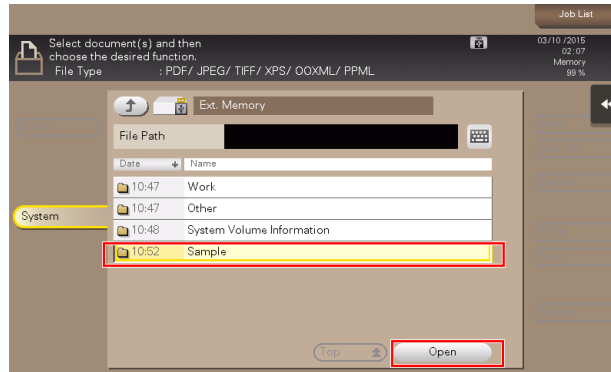 Job List
Select document(s) and then
choose the desired function.
File Type : PDF/ JPEG/ TIFF/ XPS/ OOXML/ PPML
03/10 /2015
02:07
Memory
99 %
Ext. Memory
File Path
Date Name
10:47 Work
10:47 Other
System
10:48 System Volume Information
10:52 Sample
Top
Open